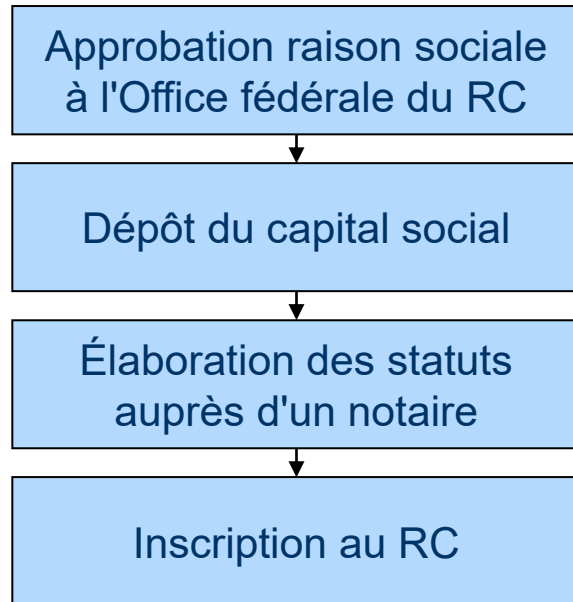 Approbation raison sociale
à l'Office fédérale du RC
Dépôt du capital social
Élaboration des statuts
auprès d'un notaire
Inscription au RC